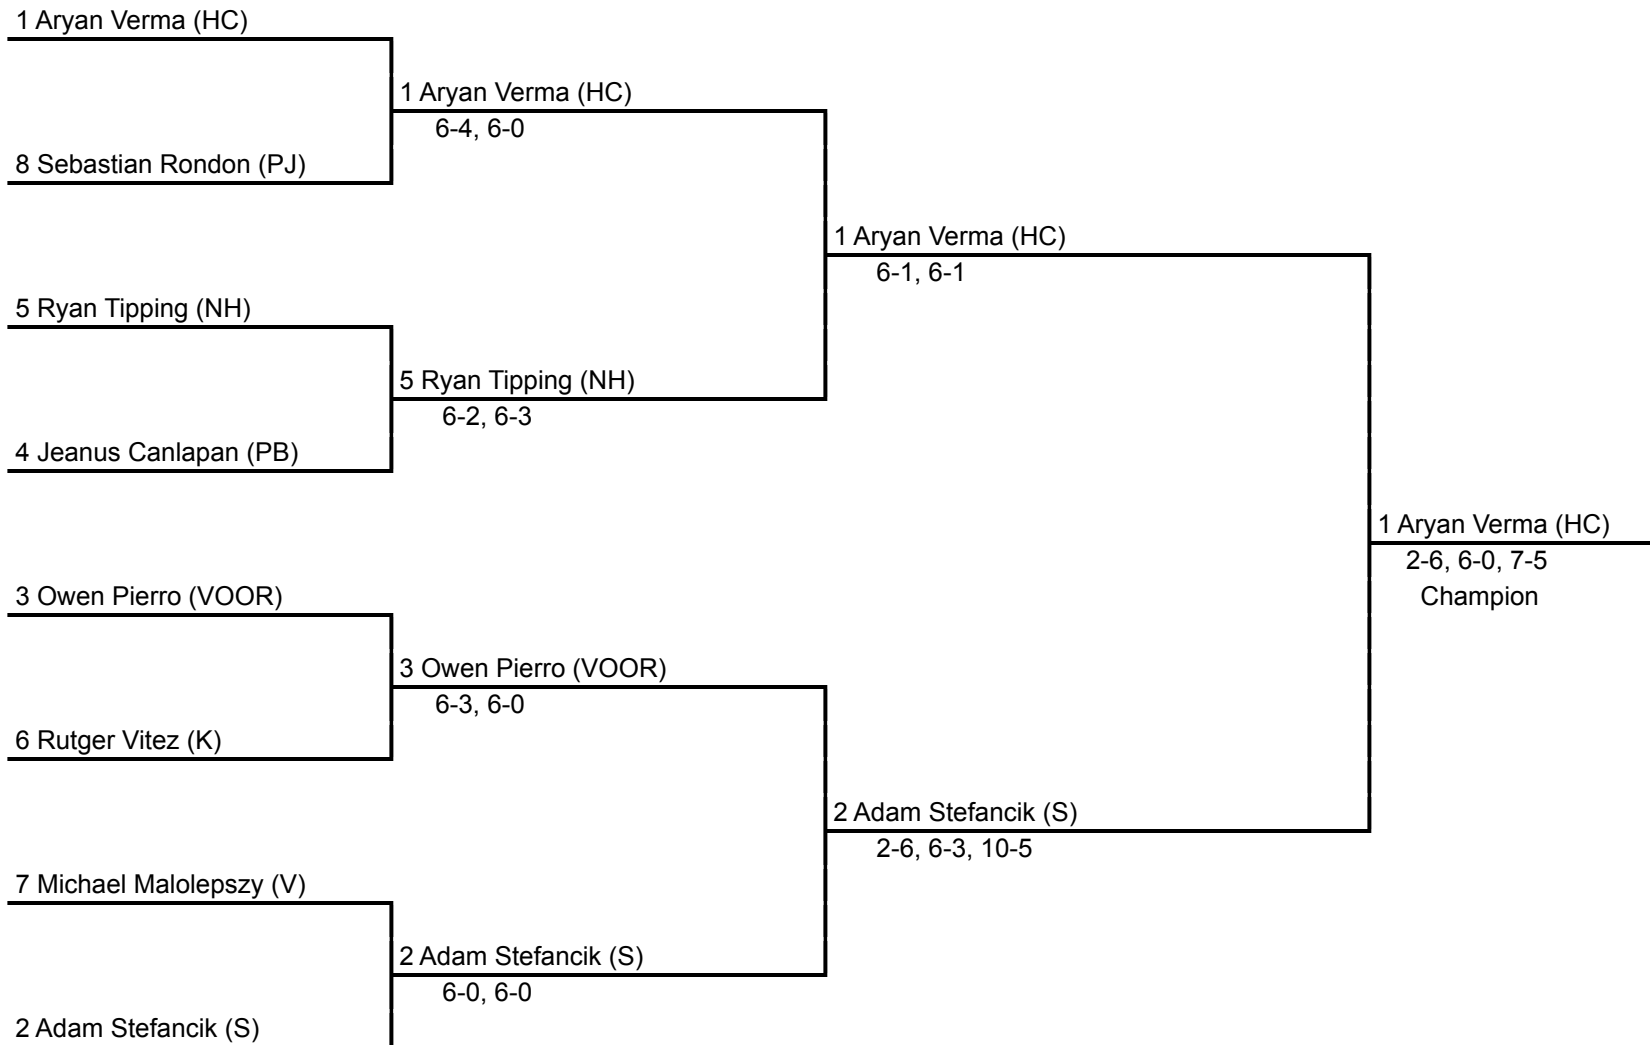 1 Aryan Verma (HC)
1 Aryan Verma (HC)
6-4, 6-0
8 Sebastian Rondon (PJ)
1 Aryan Verma (HC)
6-1, 6-1
5 Ryan Tipping (NH)
5 Ryan Tipping (NH)
6-2, 6-3
4 Jeanus Canlapan (PB)
1 Aryan Verma (HC)
2-6, 6-0, 7-5
Champion
3 Owen Pierro (VOOR)
3 Owen Pierro (VOOR)
6-3, 6-0
6 Rutger Vitez (K)
2 Adam Stefancik (S)
2-6, 6-3, 10-5
7 Michael Malolepszy (V)
2 Adam Stefancik (S)
6-0, 6-0
2 Adam Stefancik (S)